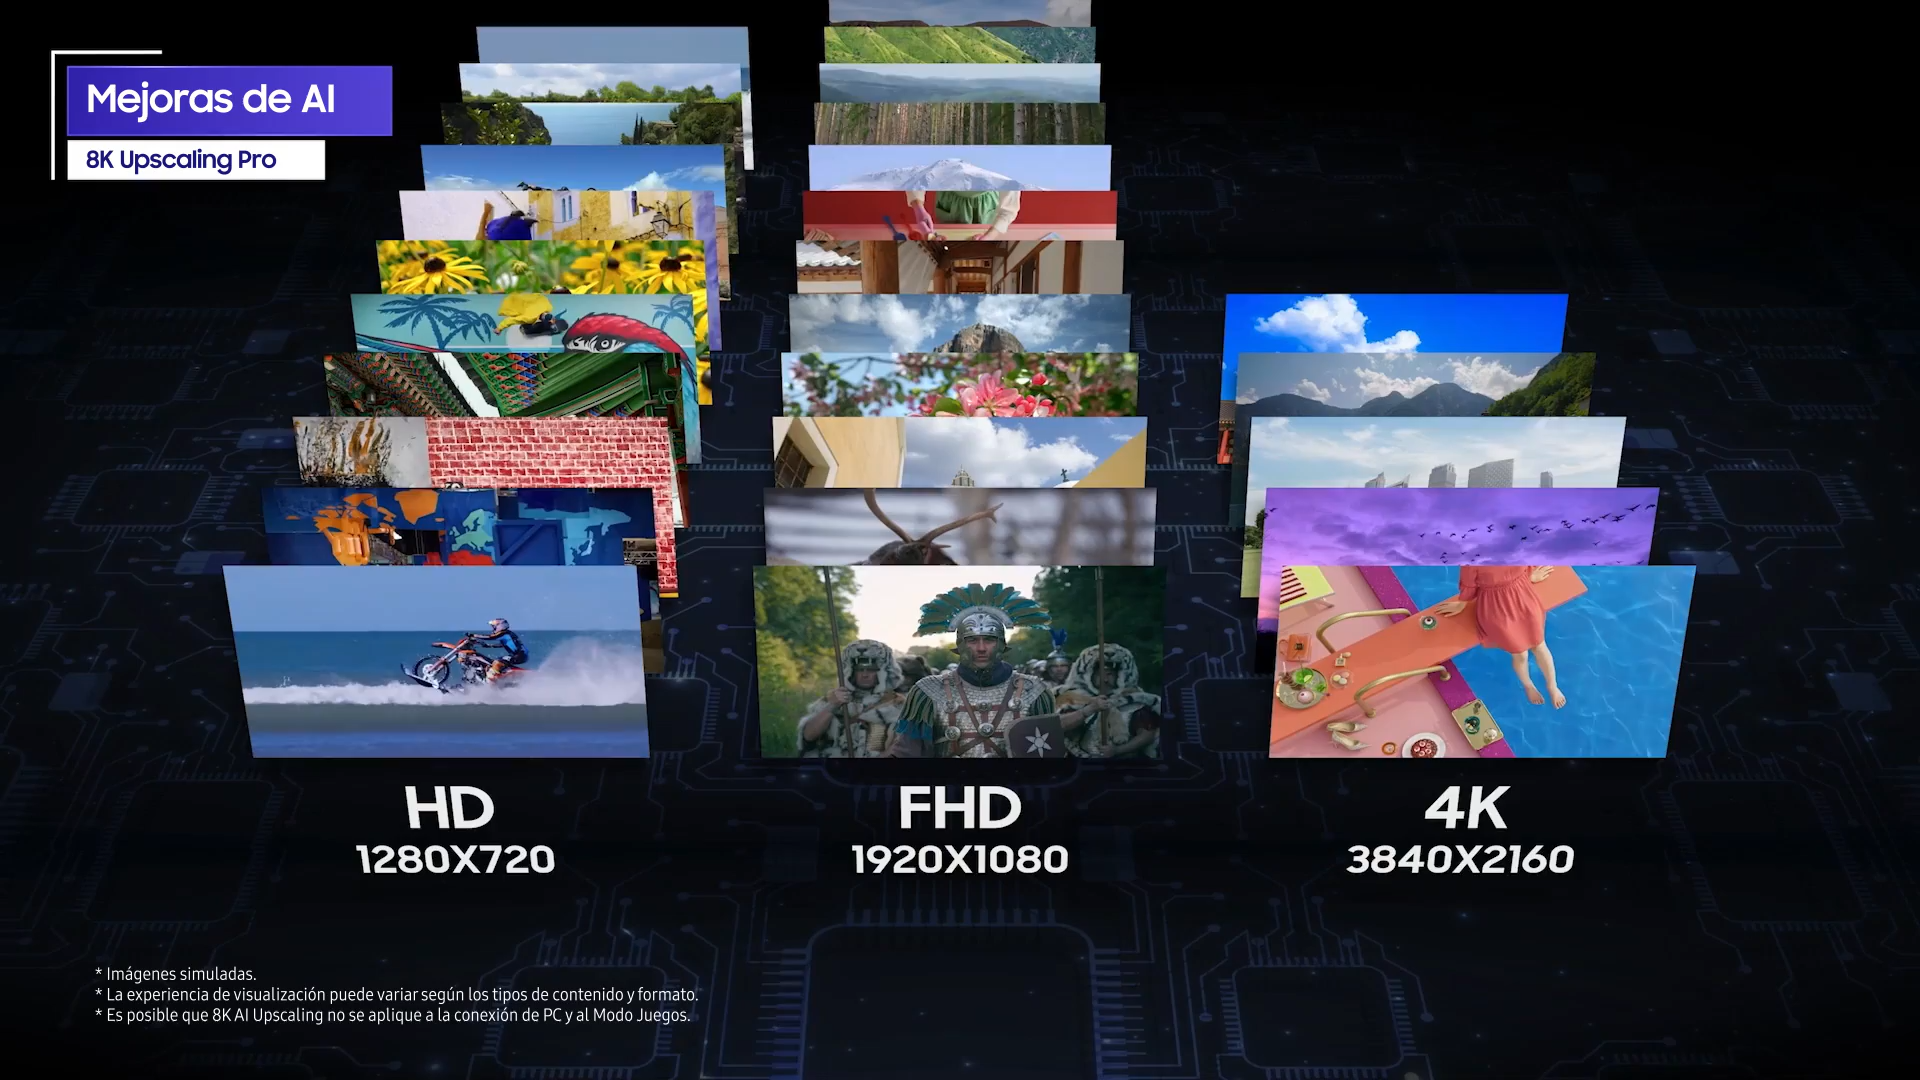 Mejoras de AI
8K Upscaling Pro
HD
1280X720
FHD
1920X1080
4K
3840X2160
* Imágenes simuladas.
* La experiencia de visualización puede variar según los tipos de contenido y formato.
* Es posible que 8K AI Upscaling no se aplique a la conexión de PC y al Modo Juegos.